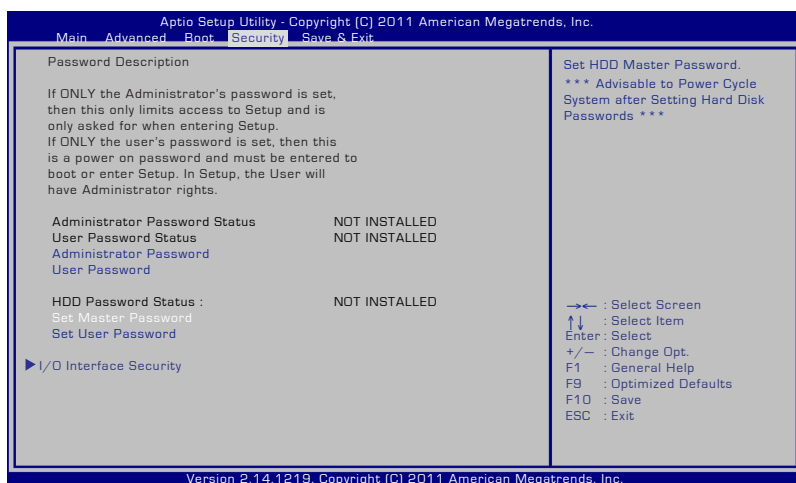 Aptio Setup Utility - Copyright (C) 2011 American Megatrends, Inc.
Main Advanced Boot Security Save & Exit
Password Description
If ONLY the Administrator's password is set,
then this only limits access to Setup and is
only asked for when entering Setup.
If ONLY the user's password is set, then this
is a power on password and must be entered to
boot or enter Setup. In Setup, the User will
have Administrator rights.
Administrator Password Status NOT INSTALLED
User Password Status NOT INSTALLED
Administrator Password
User Password
HDD Password Status : NOT INSTALLED
Set Master Password
Set User Password
I/O Interface Security
Set HDD Master Password.
*** Advisable to Power Cycle
System after Setting Hard Disk
Passwords ***
→← : Select Screen
↑↓ : Select Item
Enter : Select
+/— : Change Opt.
F1 : General Help
F9 : Optimized Defaults
F10 : Save
ESC : Exit
Version 2.14.1219. Copyright (C) 2011 American Megatrends, Inc.